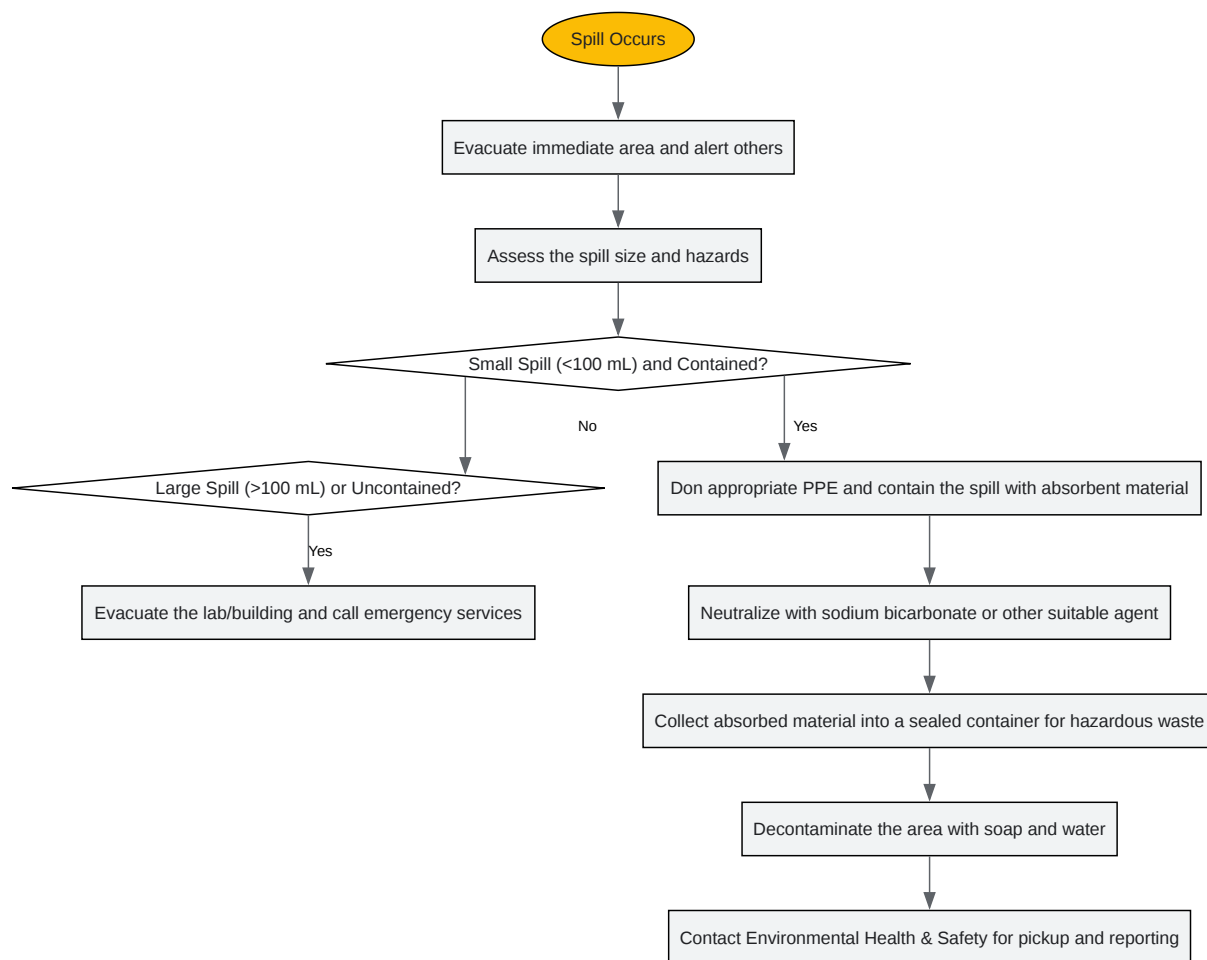 Spill Occurs
Evacuate immediate area and alert others
Assess the spill size and hazards
Small Spill (<100 mL) and Contained?
No
Yes
Large Spill (>100 mL) or Uncontained?
Don appropriate PPE and contain the spill with absorbent material
Yes
Evacuate the lab/building and call emergency services
Neutralize with sodium bicarbonate or other suitable agent
Collect absorbed material into a sealed container for hazardous waste
Decontaminate the area with soap and water
Contact Environmental Health & Safety for pickup and reporting